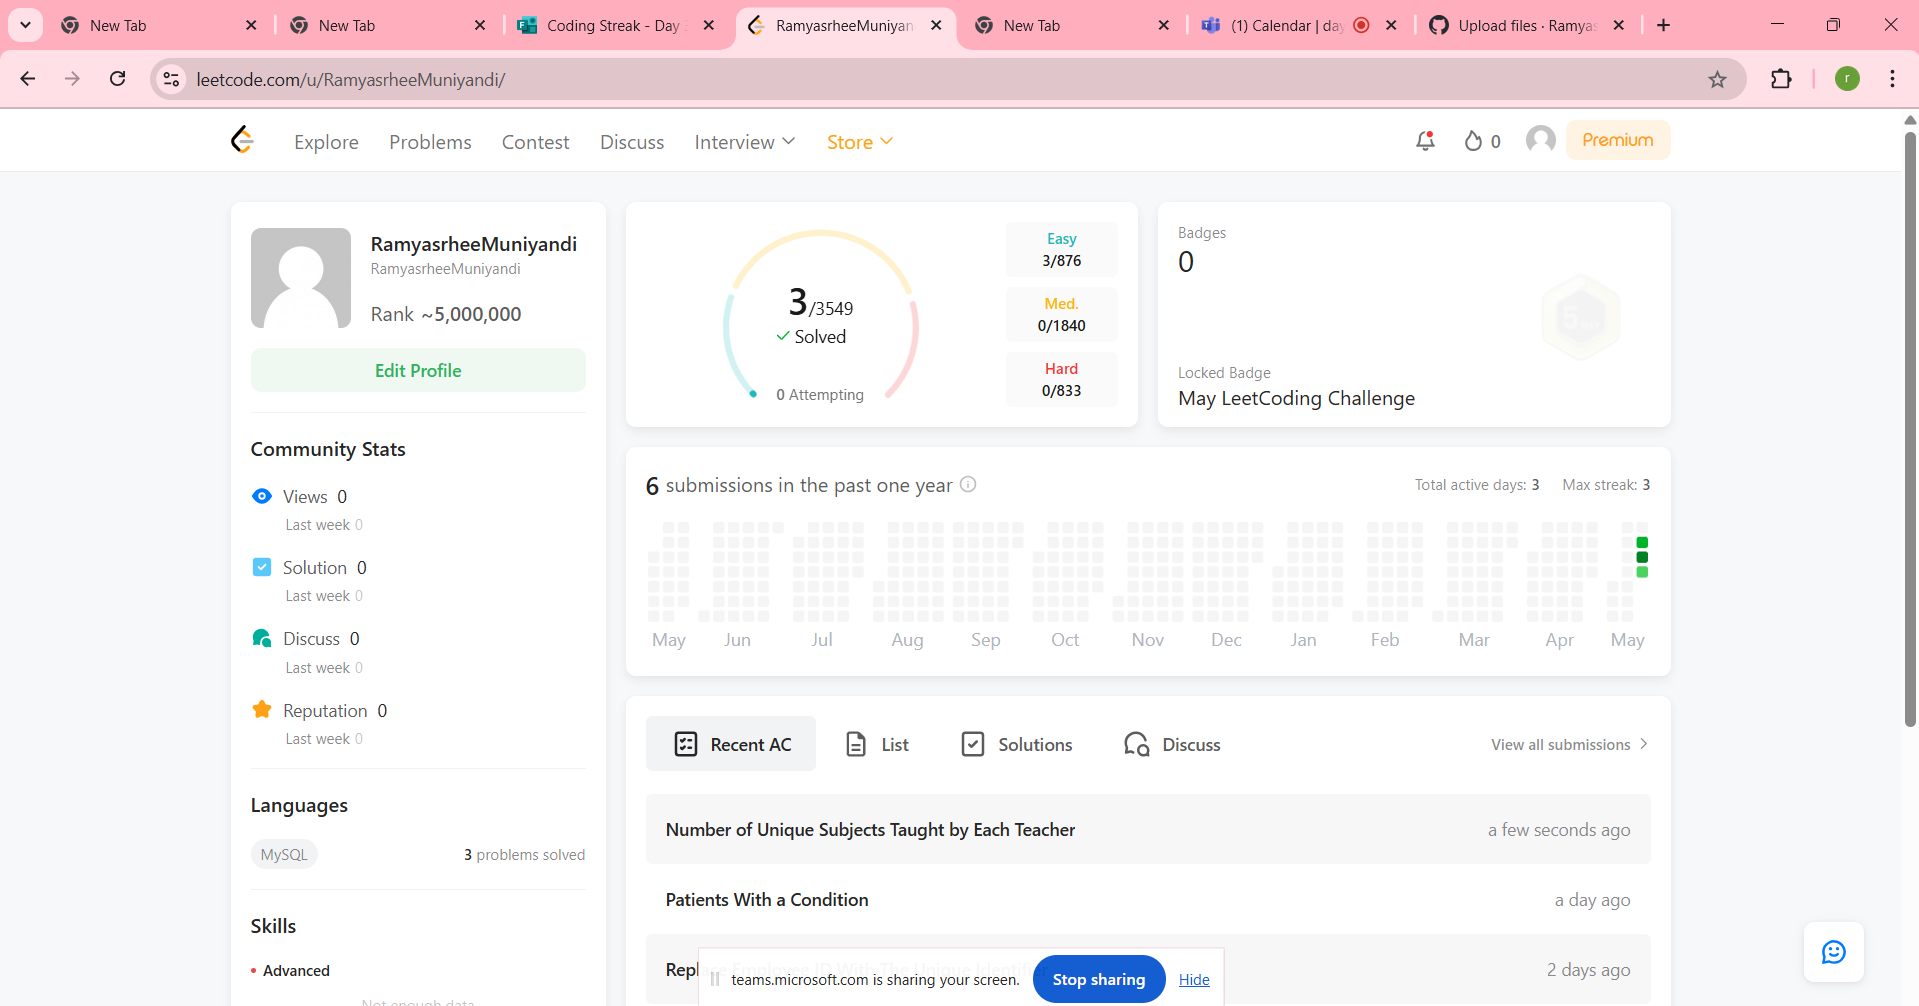 New Tab
New Tab
Coding Streak - Day
RamyasrheeMuniyan
New Tab
(1) Calendar | day
Upload files · Ramyas
leetcode.com/u/RamyasrheeMuniyandi/
r
Explore
Problems
Contest
Discuss
Interview
Store
0
Premium
RamyasrheeMuniyandi
RamyasrheeMuniyandi
Rank ~5,000,000
Edit Profile
Community Stats
Views 0
Last week 0
Solution 0
Last week 0
Discuss 0
Last week 0
Reputation 0
Last week 0
Languages
MySQL
3 problems solved
Skills
• Advanced
Not enough data
3/3549
Solved
0 Attempting
Easy
3/876
Med.
0/1840
Hard
0/833
Badges
0
Locked Badge
May LeetCoding Challenge
6 submissions in the past one year
Total active days: 3
Max streak: 3
May Jun Jul Aug Sep Oct Nov Dec Jan Feb Mar Apr May
Recent AC
List
Solutions
Discuss
View all submissions
Number of Unique Subjects Taught by Each Teacher
a few seconds ago
Patients With a Condition
a day ago
Replace Employee ID With The Unique Identifier
2 days ago
teams.microsoft.com is sharing your screen.
Stop sharing
Hide